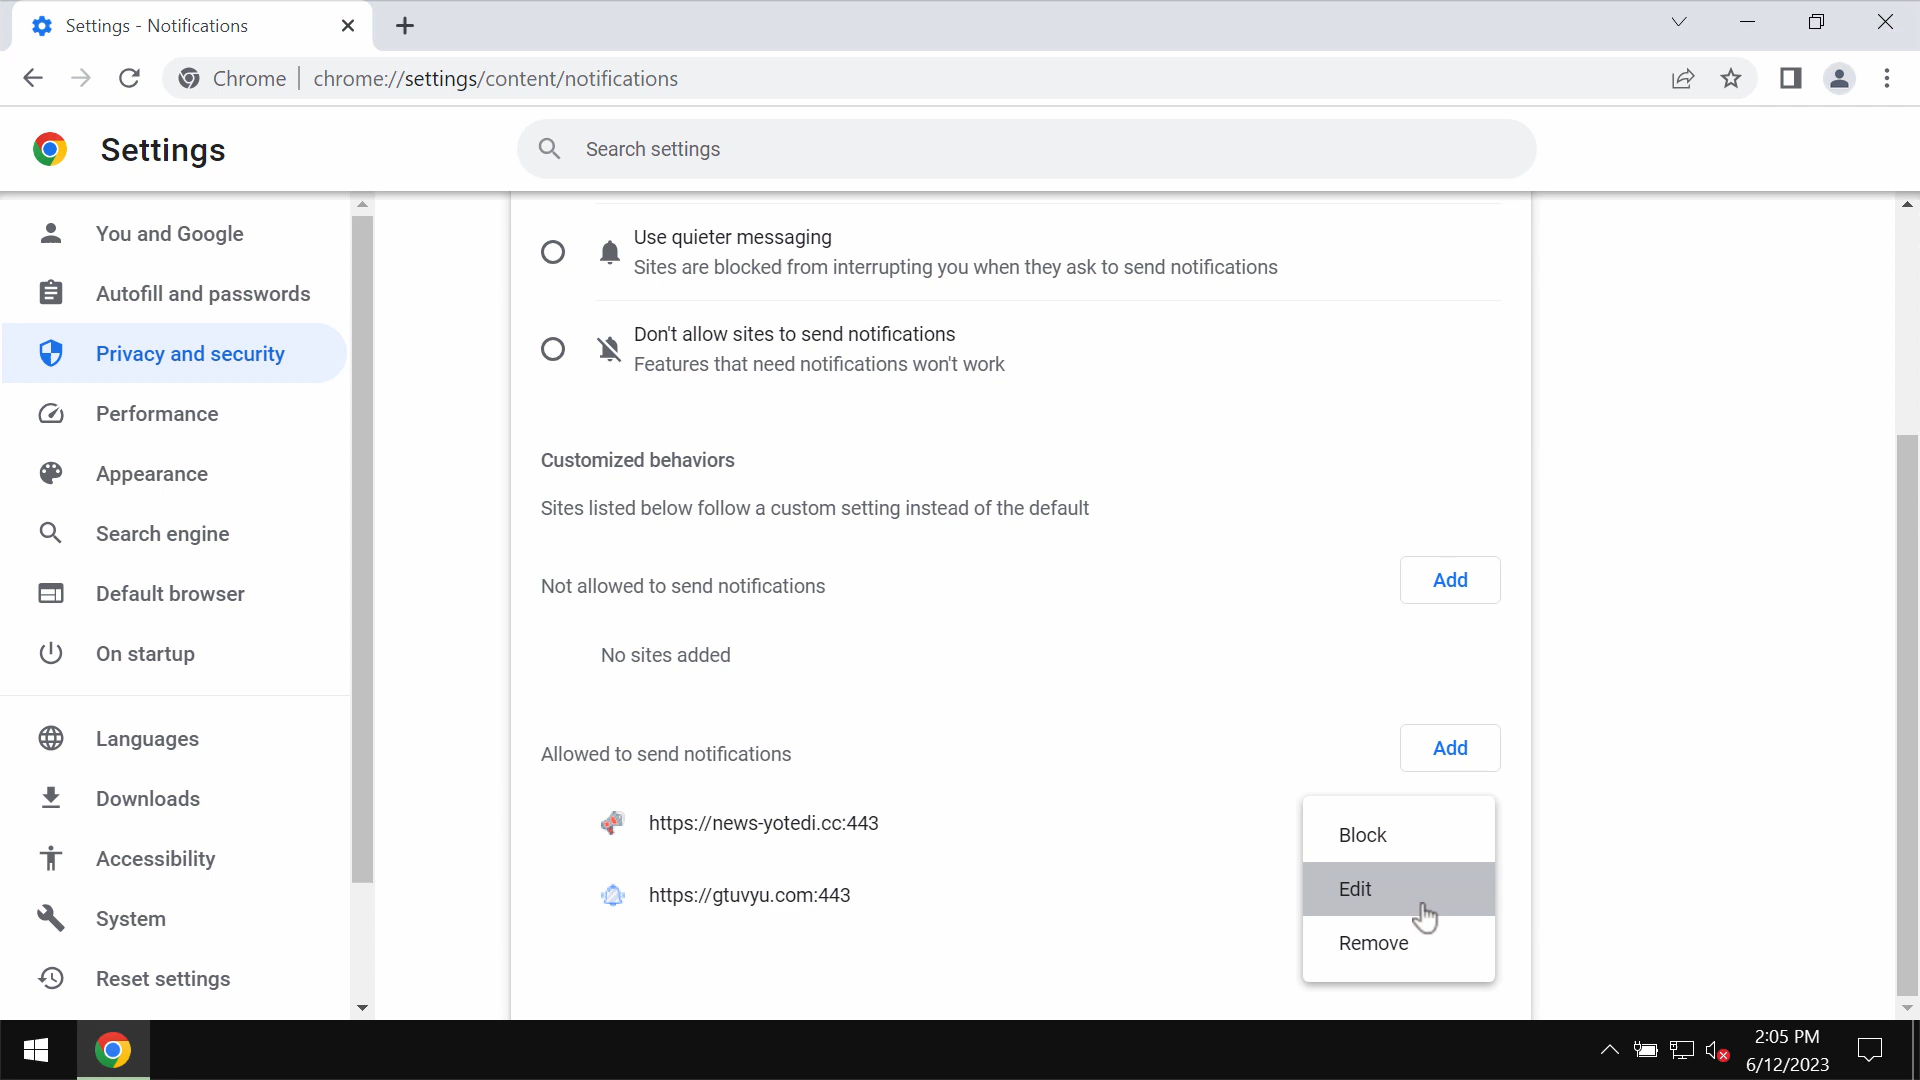 Settings - Notifications
Chrome
chrome://settings/content/notifications
Settings
Search settings
You and Google
Autofill and passwords
Privacy and security
Performance
Appearance
Search engine
Default browser
On startup
Languages
Downloads
Accessibility
System
Reset settings
Use quieter messaging
Sites are blocked from interrupting you when they ask to send notifications
Don't allow sites to send notifications
Features that need notifications won't work
Customized behaviors
Sites listed below follow a custom setting instead of the default
Not allowed to send notifications
Add
No sites added
Allowed to send notifications
Add
https://news-yotedi.cc:443
https://gtuvyu.com:443
Block
Edit
Remove
2:05 PM
6/12/2023